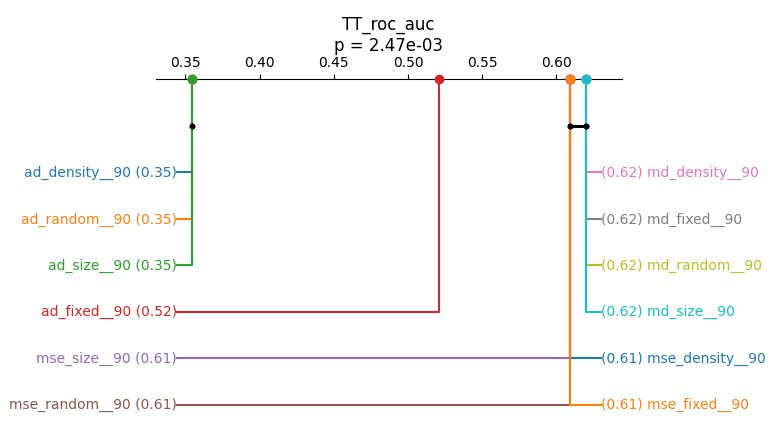 TT_roc_auc
p = 2.47e-03
0.35 0.40 0.45 0.50 0.55 0.60
ad_density__90 (0.35) (0.62) md_density__90
ad_random__90 (0.35) (0.62) md_fixed__90
ad_size__90 (0.35) (0.62) md_random__90
ad_fixed__90 (0.52) (0.62) md_size__90
mse_size__90 (0.61) (0.61) mse_density__90
mse_random__90 (0.61) (0.61) mse_fixed__90